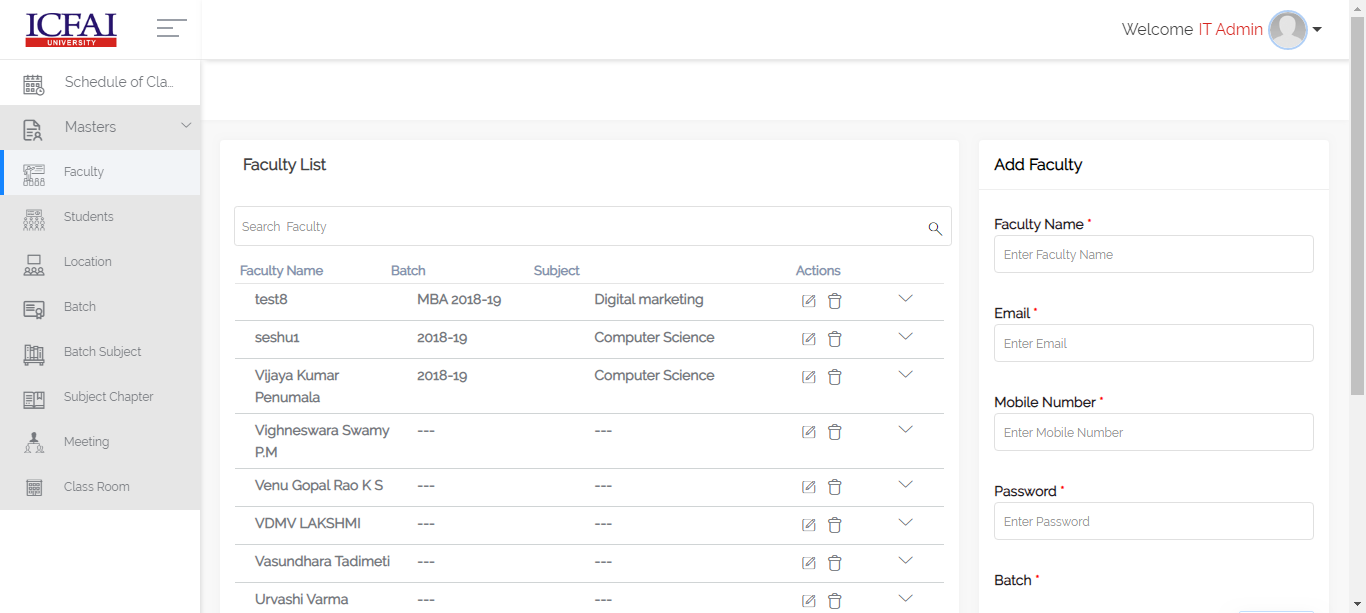 ICFAI
UNIVERSITY
Welcome IT Admin
Schedule of Cla...
Masters
Faculty
Students
Location
Batch
Batch Subject
Subject Chapter
Meeting
Class Room
Faculty List
Search Faculty
Faculty Name Batch Subject Actions
test8 MBA 2018-19 Digital marketing
seshu1 2018-19 Computer Science
Vijaya Kumar 2018-19 Computer Science
Penumala
Vighneswara Swamy --- ---
P.M
Venu Gopal Rao K S --- ---
VDMV LAKSHMI --- ---
Vasundhara Tadimeti --- ---
Urvashi Varma --- ---
Add Faculty
Faculty Name *
Enter Faculty Name
Email *
Enter Email
Mobile Number *
Enter Mobile Number
Password *
Enter Password
Batch *